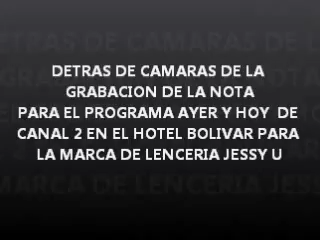 DETRAS DE CAMARAS DE LA
GRABACION DE LA NOTA
PARA EL PROGRAMA AYER Y HOY  DE
CANAL 2 EN EL HOTEL BOLIVAR PARA
LA MARCA DE LENCERIA JESSY U